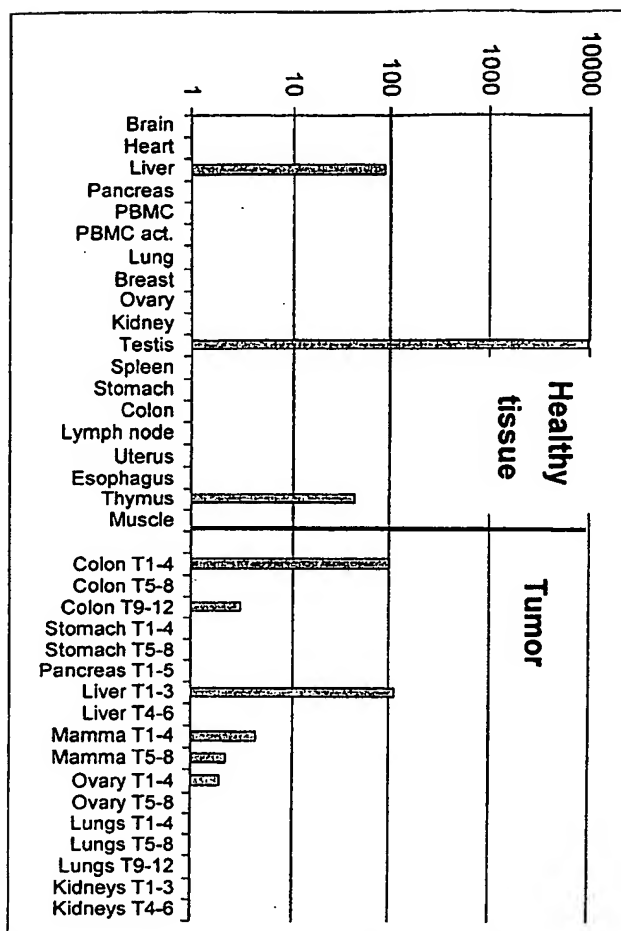 10000
1000
100
10
1
Brain
Heart
Liver
Pancreas
PBMC
PBMC act.
Lung
Breast
Ovary
Kidney
Testis
Spleen
Stomach
Colon
Lymph node
Uterus
Esophagus
Thymus
Muscle
Healthy
tissue
Colon T1-4
Colon T5-8
Colon T9-12
Stomach T1-4
Stomach T5-8
Pancreas T1-5
Liver T1-3
Liver T4-6
Mamma T1-4
Mamma T5-8
Ovary T1-4
Ovary T5-8
Lungs T1-4
Lungs T5-8
Lungs T9-12
Kidneys T1-3
Kidneys T4-6
Tumor